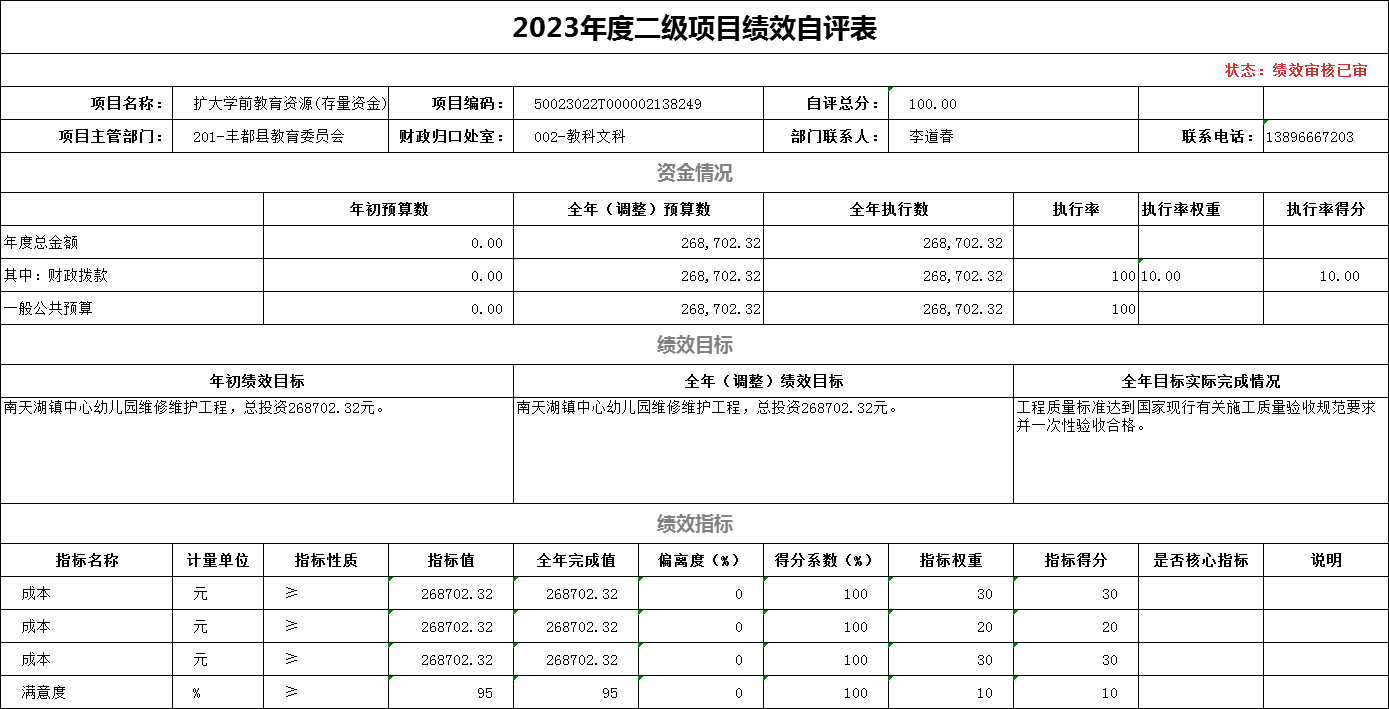 2023年度二级项目绩效自评表
状态：绩效审核已审
项目名称： 扩大学前教育资源(存量资金) 项目编码： 50023022T000002138249 自评总分： 100.00
项目主管部门： 201-丰都县教育委员会 财政归口处室： 002-教科文科 部门联系人： 李道春 联系电话： 13896667203
资金情况
年初预算数 全年（调整）预算数 全年执行数 执行率 执行率权重 执行率得分
年度总金额 0.00 268,702.32 268,702.32
其中：财政拨款 0.00 268,702.32 268,702.32 100 10.00 10.00
一般公共预算 0.00 268,702.32 268,702.32 100
绩效目标
年初绩效目标 全年（调整）绩效目标 全年目标实际完成情况
南天湖镇中心幼儿园维修维护工程，总投资268702.32元。 南天湖镇中心幼儿园维修维护工程，总投资268702.32元。 工程质量标准达到国家现行有关施工质量验收规范要求
并一次性验收合格。
绩效指标
指标名称 计量单位 指标性质 指标值 全年完成值 偏离度（%） 得分系数（%） 指标权重 指标得分 是否核心指标 说明
成本 元 ≥ 268702.32 268702.32 0 100 30 30
成本 元 ≥ 268702.32 268702.32 0 100 20 20
成本 元 ≥ 268702.32 268702.32 0 100 30 30
满意度 % ≥ 95 95 0 100 10 10